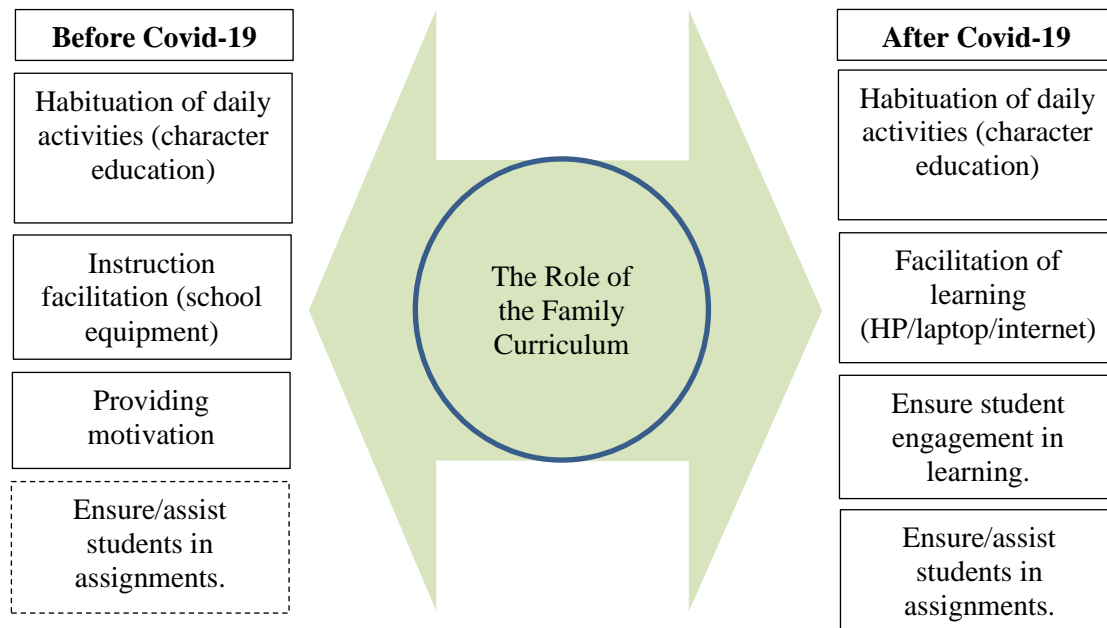 Before Covid-19
Habituation of daily
activities (character
education)
Instruction
facilitation (school
equipment)
Providing
motivation
Ensure/assist
students in
assignments.
The Role of
the Family
Curriculum
After Covid-19
Habituation of daily
activities (character
education)
Facilitation of
learning
(HP/laptop/internet)
Ensure student
engagement in
learning.
Ensure/assist
students in
assignments.